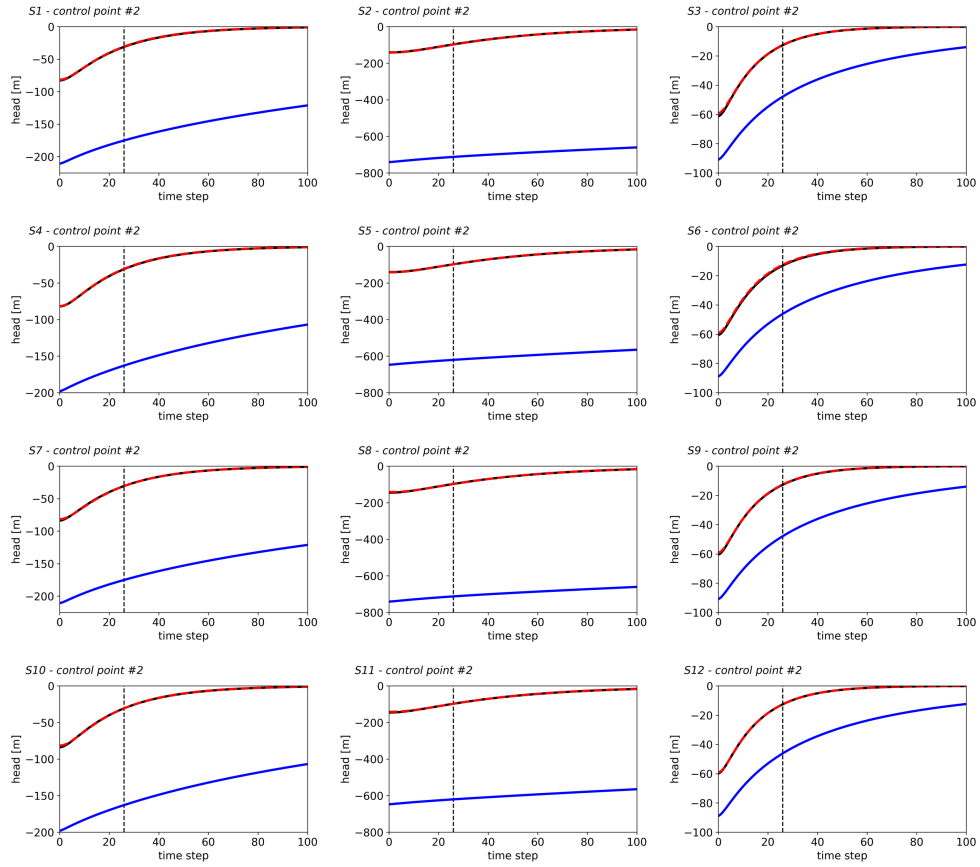 S1 - control point #2
S2 - control point #2
S3 - control point #2
0
−50
−100
−150
−200
head [m]
0 20 40 60 80 100
time step
0
−200
−400
−600
−800
head [m]
0 20 40 60 80 100
time step
0
−20
−40
−60
−80
−100
head [m]
0 20 40 60 80 100
time step
S4 - control point #2
S5 - control point #2
S6 - control point #2
0
−50
−100
−150
−200
head [m]
0 20 40 60 80 100
time step
0
−200
−400
−600
−800
head [m]
0 20 40 60 80 100
time step
0
−20
−40
−60
−80
−100
head [m]
0 20 40 60 80 100
time step
S7 - control point #2
S8 - control point #2
S9 - control point #2
0
−50
−100
−150
−200
head [m]
0 20 40 60 80 100
time step
0
−200
−400
−600
−800
head [m]
0 20 40 60 80 100
time step
0
−20
−40
−60
−80
−100
head [m]
0 20 40 60 80 100
time step
S10 - control point #2
S11 - control point #2
S12 - control point #2
0
−50
−100
−150
−200
head [m]
0 20 40 60 80 100
time step
0
−200
−400
−600
−800
head [m]
0 20 40 60 80 100
time step
0
−20
−40
−60
−80
−100
head [m]
0 20 40 60 80 100
time step